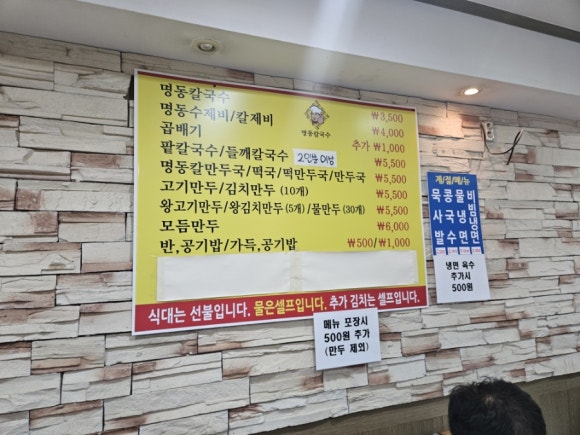 명동칼국수 ₩3,500
명동수제비/칼제비 ₩4,000
곱배기 추가 ₩1,000
팥칼국수/들깨칼국수 2인분 이상 ₩5,500
명동칼만두국/떡국/떡만두국/만두국 ₩5,500
고기만두/김치만두 (10개) ₩5,500
왕고기만두/왕김치만두 (5개) /물만두 (30개) ₩5,500
모듬만두 ₩6,000
반,공기밥/가득,공기밥 ₩500/₩1,000
명동칼국수
식대는 선불입니다. 물은셀프입니다. 추가 김치는 셀프입니다.
메뉴 포장시
500원 추가
(만두 제외)
계/절/메/뉴
묵사발
콩국수
물냉면
비빔냉면
냉면 육수
추가시
500원